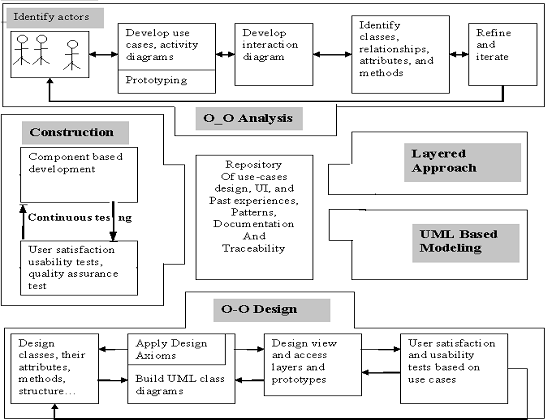 Identify actors
Develop use
cases, activity
diagrams
Prototyping
Develop
interaction
diagram
Identify
classes,
relationships,
attributes, and
methods
Refine
and
iterate
O_O Analysis
Construction
Component based
development
Continuous testing
User satisfaction
usability tests,
quality assurance
test
Repository
Of use-cases
design, UI, and
Past experiences,
Patterns,
Documentation
And
Traceability
Layered
Approach
UML Based
Modeling
O-O Design
Design
classes, their
attributes,
methods,
structure...
Apply Design
Axioms
Build UML class
diagrams
Design view
and access
layers and
prototypes
User satisfaction
and usability
tests based on
use cases